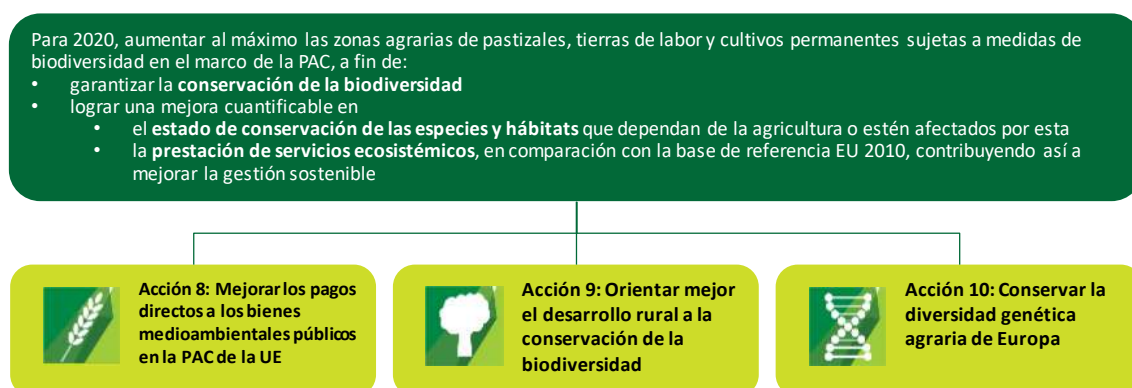 Para 2020, aumentar al máximo las zonas agrarias de pastizales, tierras de labor y cultivos permanentes sujetas a medidas de
biodiversidad en el marco de la PAC, a fin de:
• garantizar la conservación de la biodiversidad
• lograr una mejora cuantificable en
• el estado de conservación de las especies y hábitats que dependan de la agricultura o estén afectados por esta
• la prestación de servicios ecosistémicos, en comparación con la base de referencia EU 2010, contribuyendo así a
mejorar la gestión sostenible
Acción 8: Mejorar los pagos
directos a los bienes
medioambientales públicos
en la PAC de la UE
Acción 9: Orientar mejor
el desarrollo rural a la
conservación de la
biodiversidad
Acción 10: Conservar la
diversidad genética
agraria de Europa